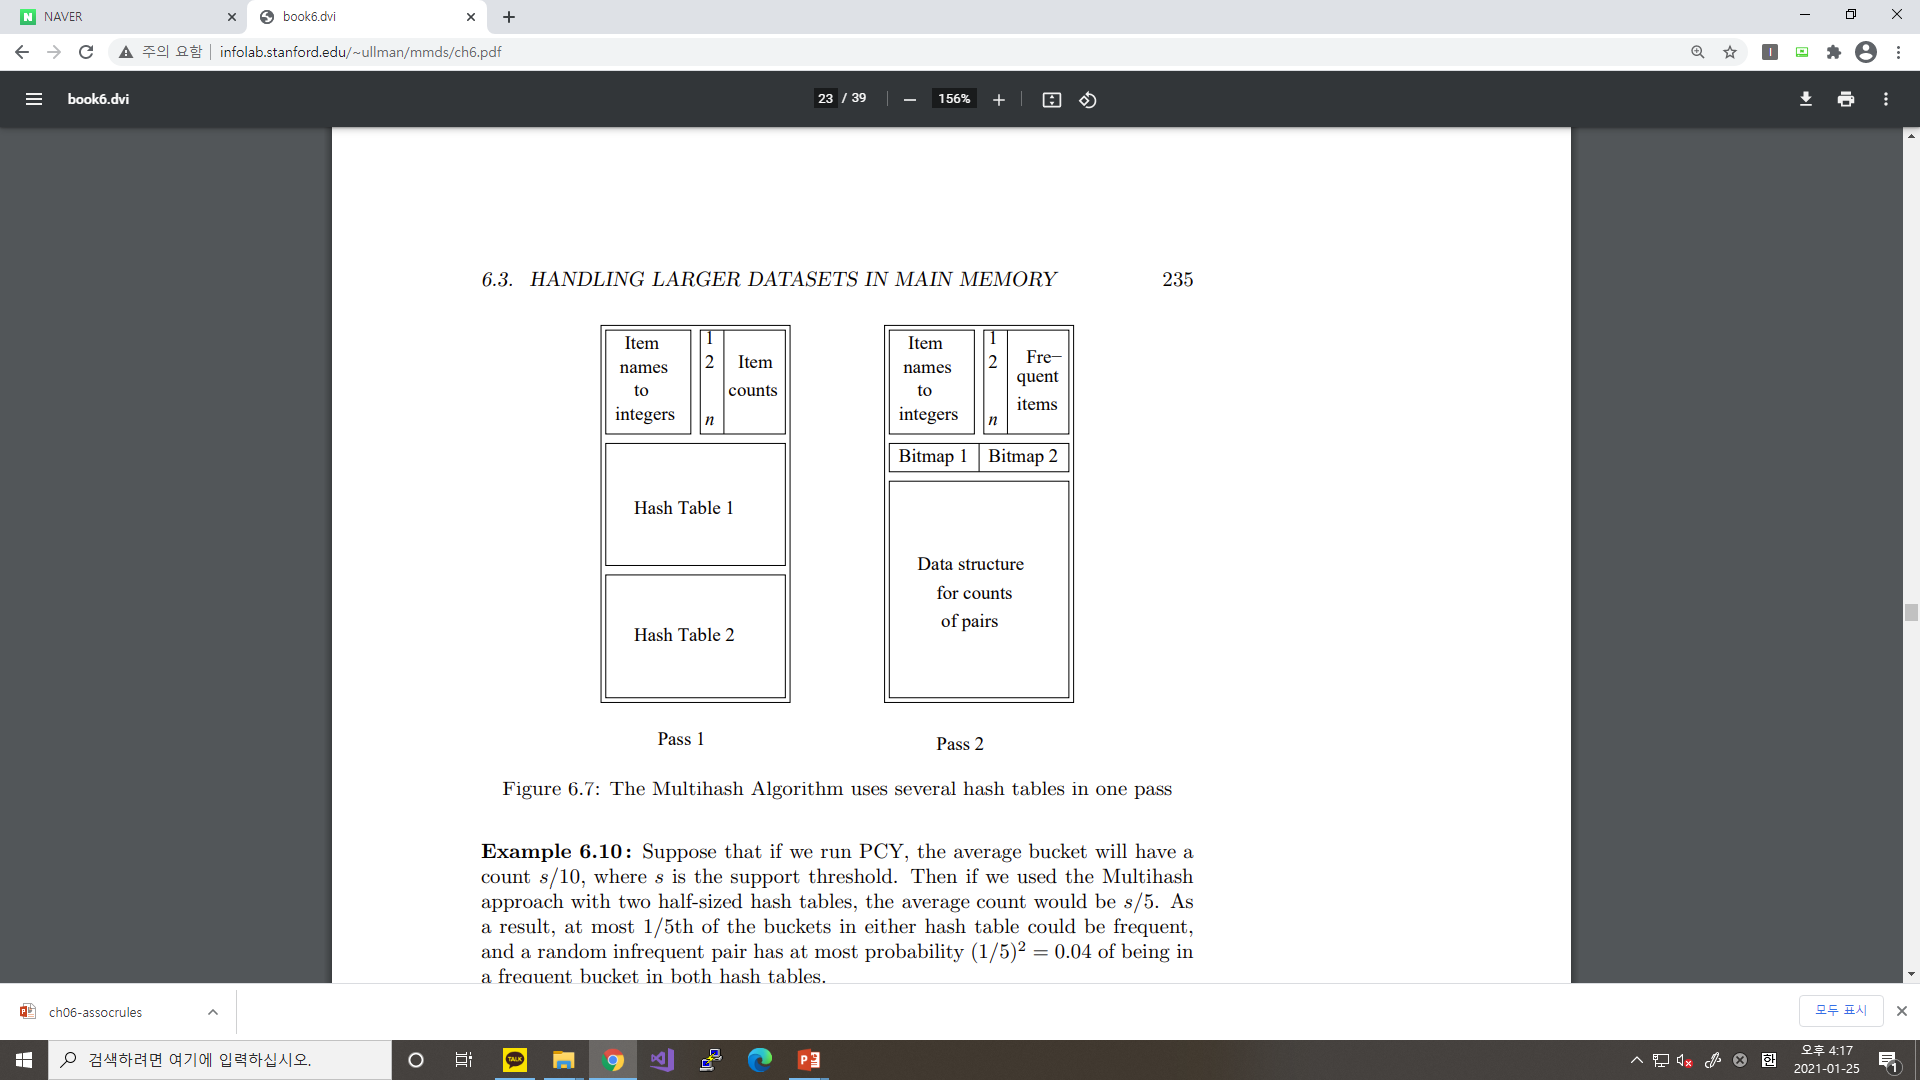 NAVER
book6.dvi
주의 요함
infolab.stanford.edu/~ullman/mmds/ch6.pdf
book6.dvi
23 / 39
156%
6.3. HANDLING LARGER DATASETS IN MAIN MEMORY 235
Item
names
to
integers
1
2
n
Item
counts
Hash Table 1
Hash Table 2
Pass 1
Item
names
to
integers
1
2
n
Fre–
quent
items
Bitmap 1
Bitmap 2
Data structure
for counts
of pairs
Pass 2
Figure 6.7: The Multihash Algorithm uses several hash tables in one pass
Example 6.10: Suppose that if we run PCY, the average bucket will have a
count s/10, where s is the support threshold. Then if we used the Multihash
approach with two half-sized hash tables, the average count would be s/5. As
a result, at most 1/5th of the buckets in either hash table could be frequent,
and a random infrequent pair has at most probability (1/5)² = 0.04 of being in
a frequent bucket in both hash tables.
ch06-assocrules
모두 표시
검색하려면 여기에 입력하십시오.
TALK
한
오후 4:17
2021-01-25
1